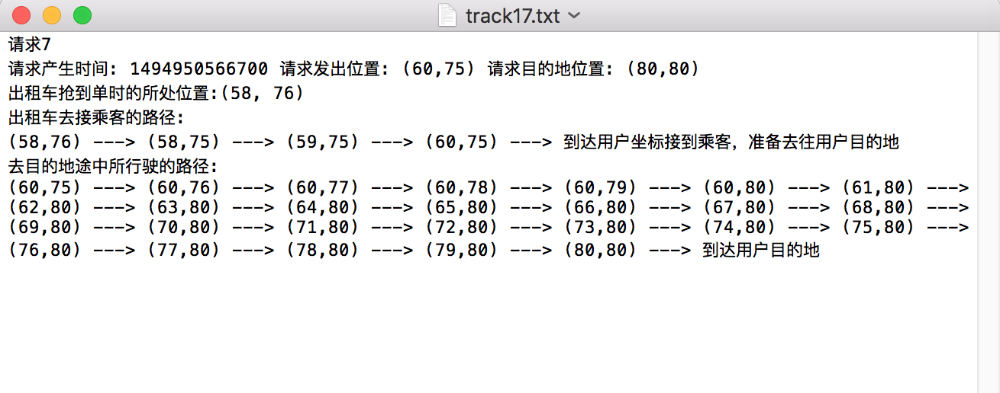 track17.txt
请求7
请求产生时间: 1494950566700 请求发出位置: (60,75) 请求目的地位置: (80,80)
出租车抢到单时的所处位置:(58, 76)
出租车去接乘客的路径:
(58,76) ---> (58,75) ---> (59,75) ---> (60,75) ---> 到达用户坐标接到乘客，准备去往用户目的地
去目的地途中所行驶的路径:
(60,75) ---> (60,76) ---> (60,77) ---> (60,78) ---> (60,79) ---> (60,80) ---> (61,80) --->
(62,80) ---> (63,80) ---> (64,80) ---> (65,80) ---> (66,80) ---> (67,80) ---> (68,80) --->
(69,80) ---> (70,80) ---> (71,80) ---> (72,80) ---> (73,80) ---> (74,80) ---> (75,80) --->
(76,80) ---> (77,80) ---> (78,80) ---> (79,80) ---> (80,80) ---> 到达用户目的地